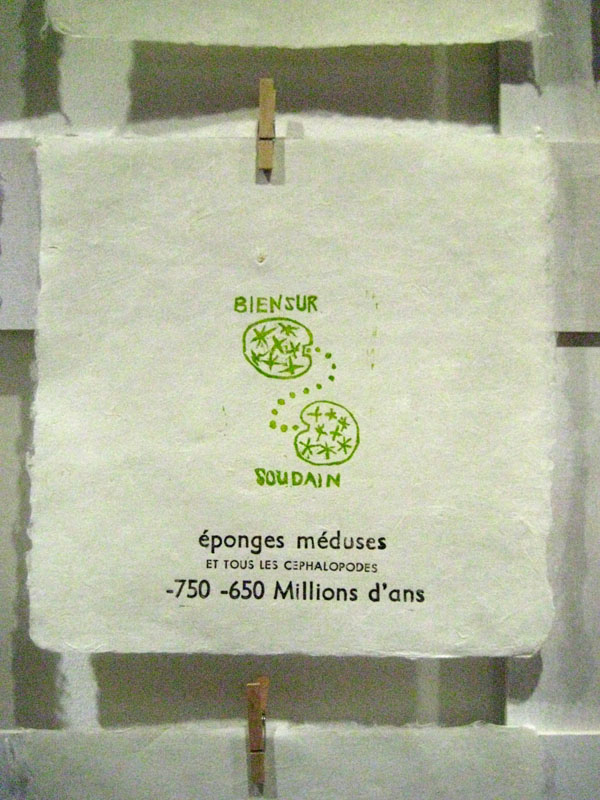 BIENSUR
SOUDAIN
éponges méduses
ET TOUS LES CEPHALOPODES
-750 -650 Millions d'ans